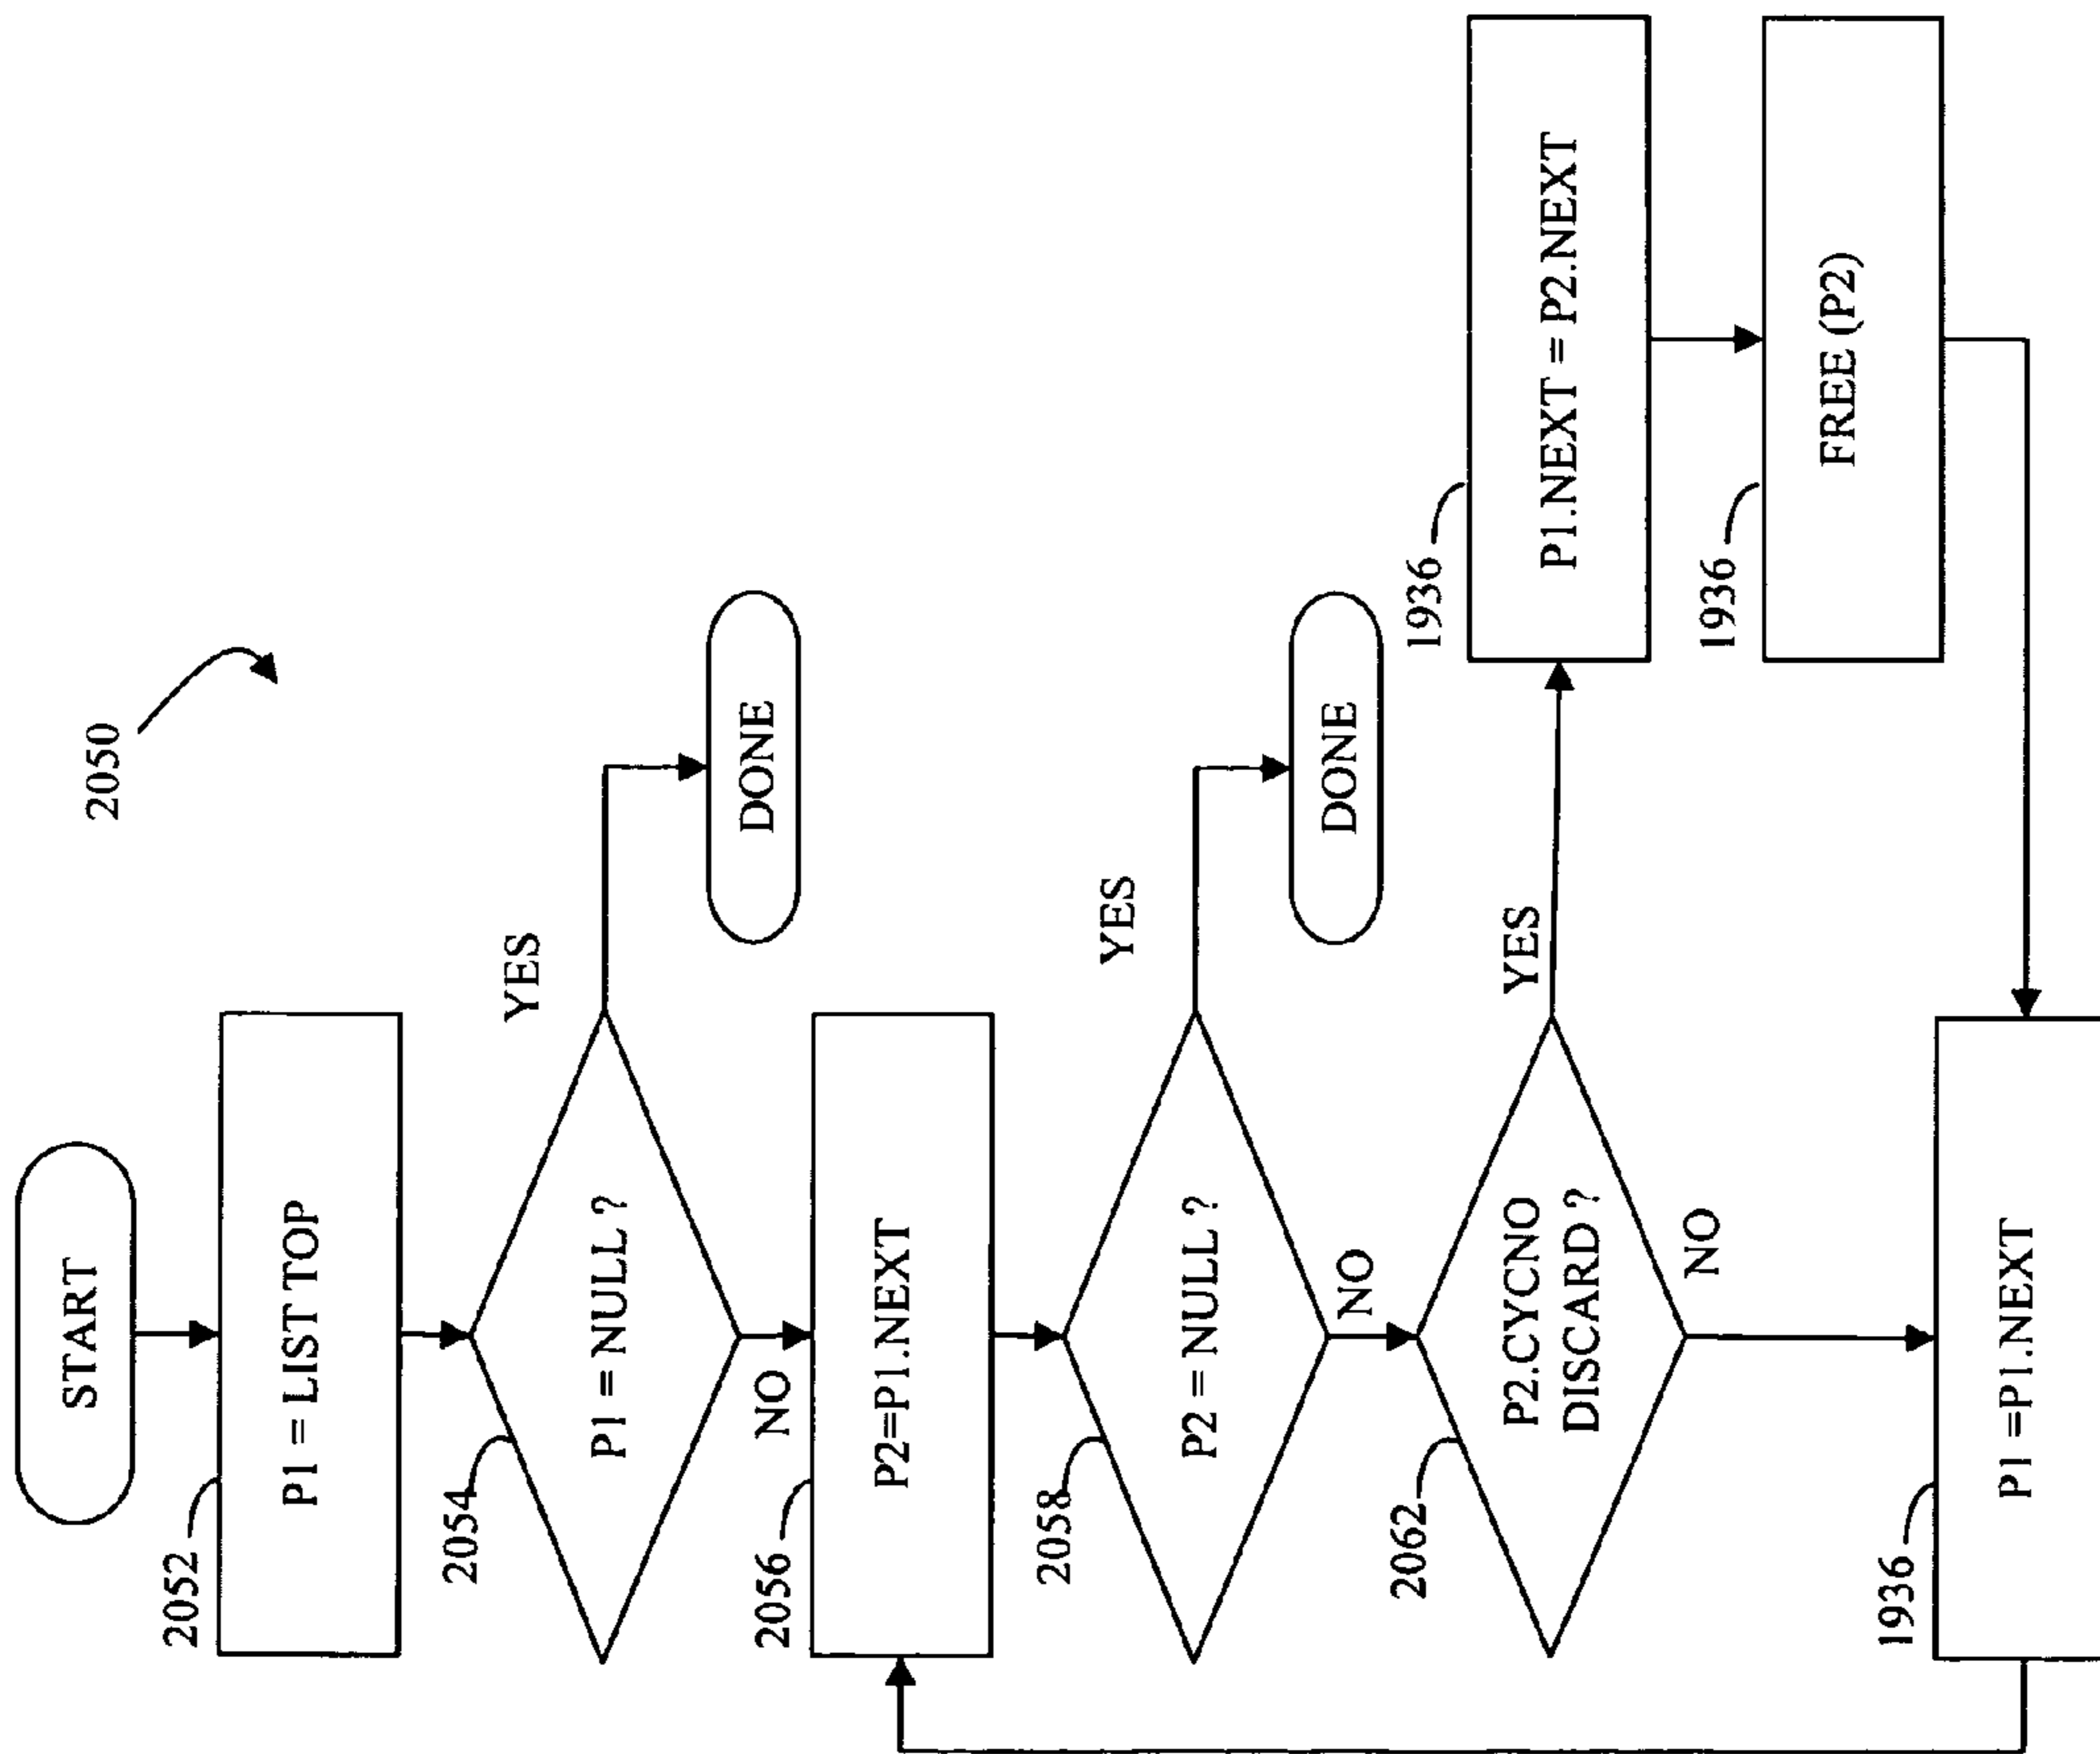 2050
START
2052
P1 = LIST TOP
2054
P1 = NULL ?
YES
DONE
NO
2056
P2=P1.NEXT
2058
P2 = NULL ?
YES
DONE
NO
2062
P2.CYCNO
DISCARD ?
YES
1936
P1.NEXT = P2.NEXT
1936
FREE (P2)
NO
1936
P1 =P1.NEXT